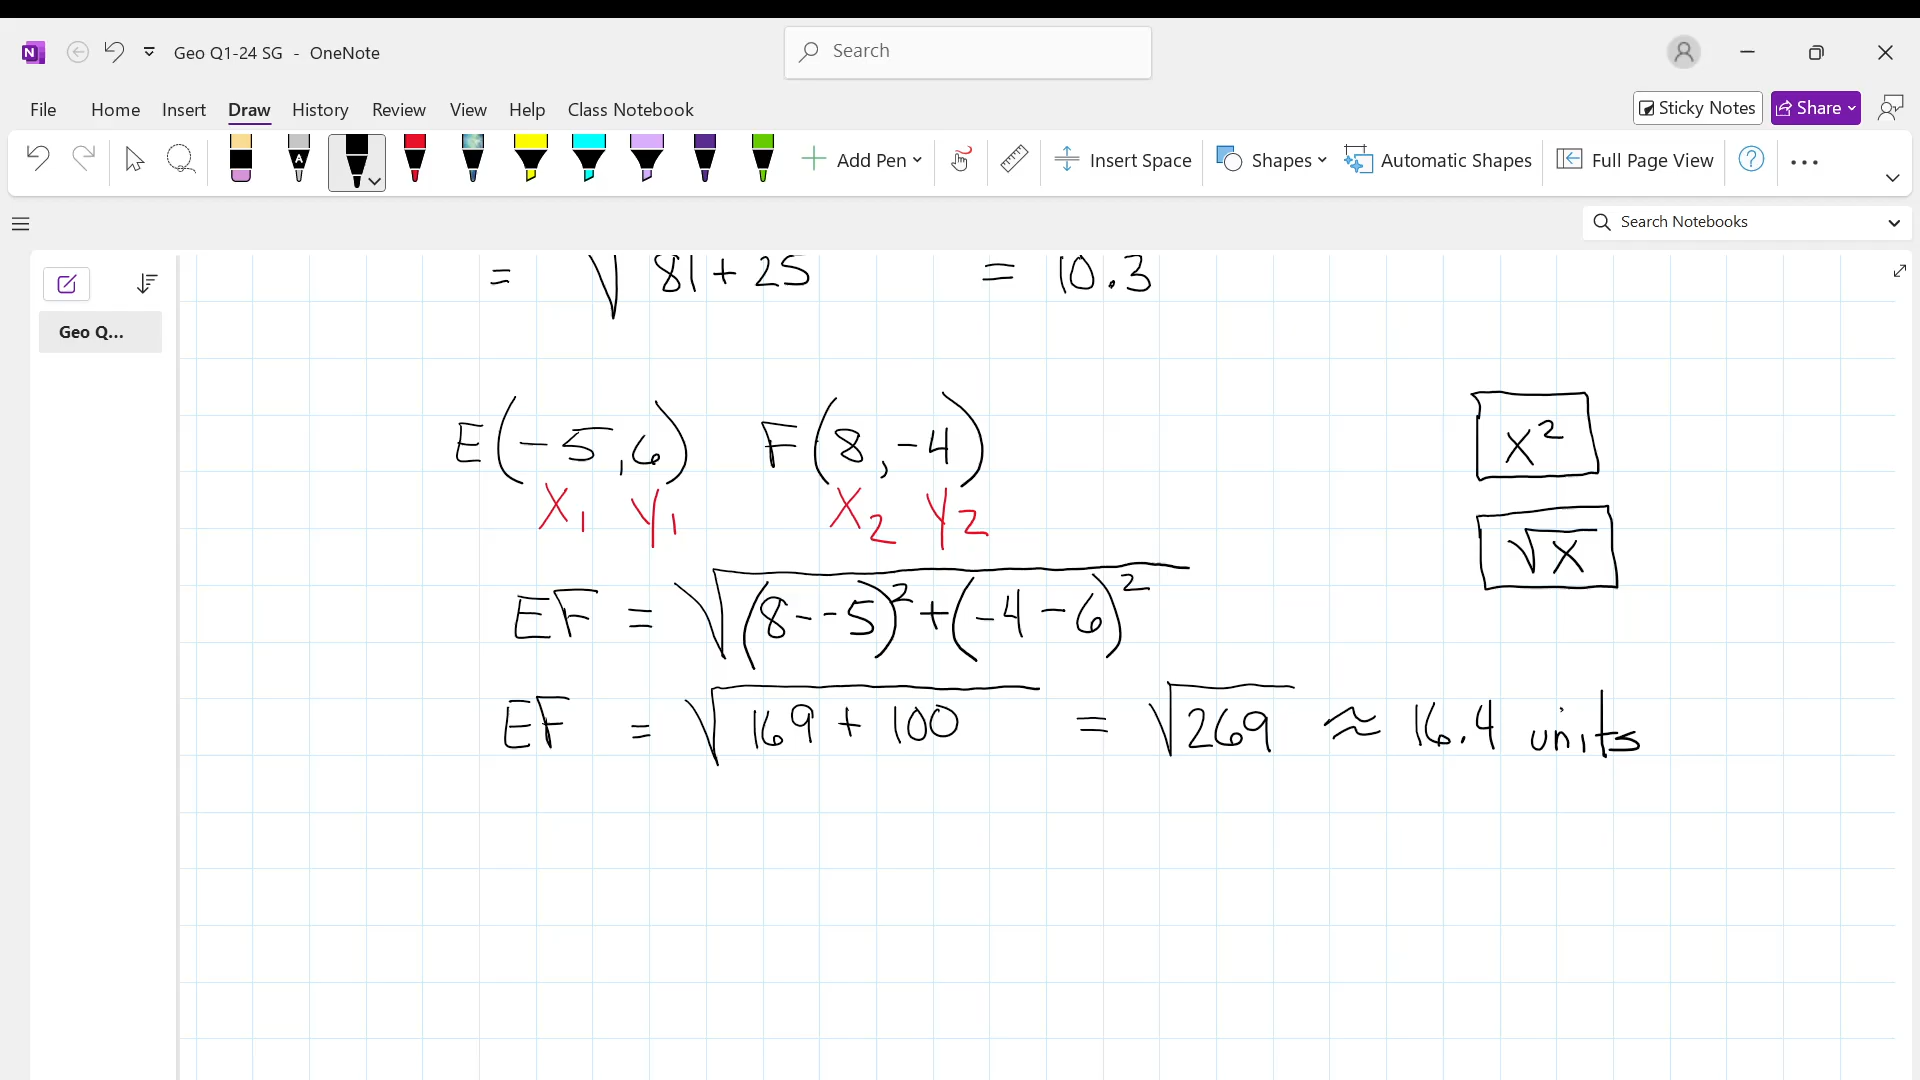 Geo Q1-24 SG - OneNote
Search
File Home Insert Draw History Review View Help Class Notebook
Sticky Notes Share
A Add Pen Insert Space Shapes Automatic Shapes Full Page View ? ...
Search Notebooks
Geo Q...
= √81+25 = 10.3
E(-5,6) F(8,-4)
X₁ Y₁ X₂ Y₂
X²
√X
EF = √(8--5)²+(-4-6)²
EF = √169+100 = √269 ≈ 16.4 units